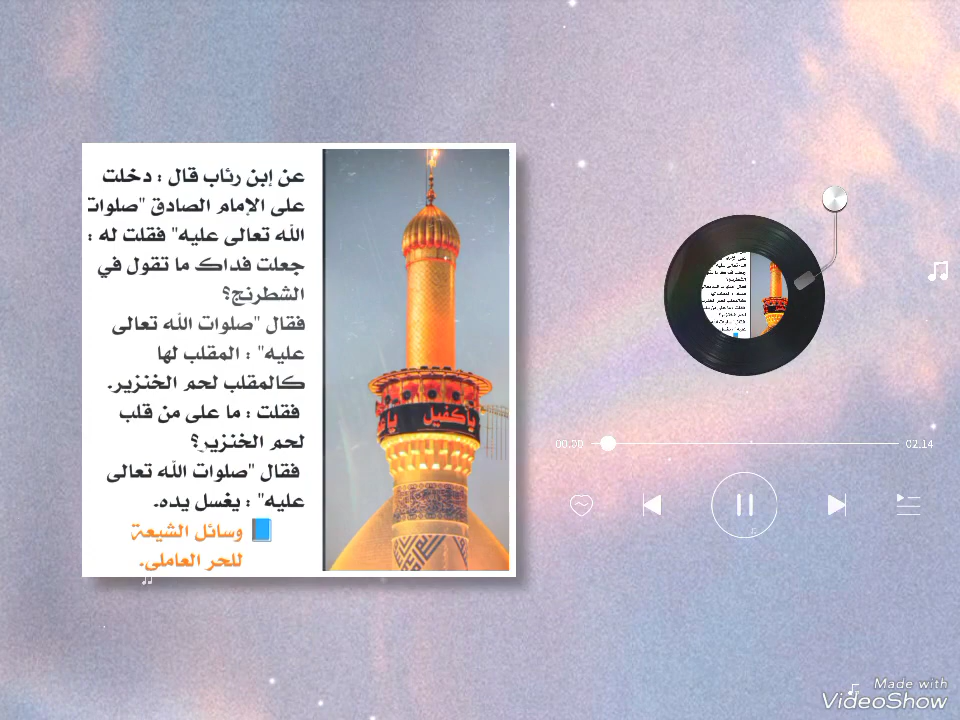 عن إبن رئاب قال : دخلت
على الإمام الصادق "صلوات
الله تعالى عليه" فقلت له :
جعلت فداك ما تقول في
الشطرنج؟
فقال "صلوات الله تعالى
عليه" : المقلب لها
كالمقلب لحم الخنزير.
فقلت : ما على من قلب
لحم الخنزير؟
فقال "صلوات الله تعالى
عليه" : يغسل يده.
📘 وسائل الشيعة
للحر العاملي.
ياكفيل
00:00
02:14
Made with
VideoShow